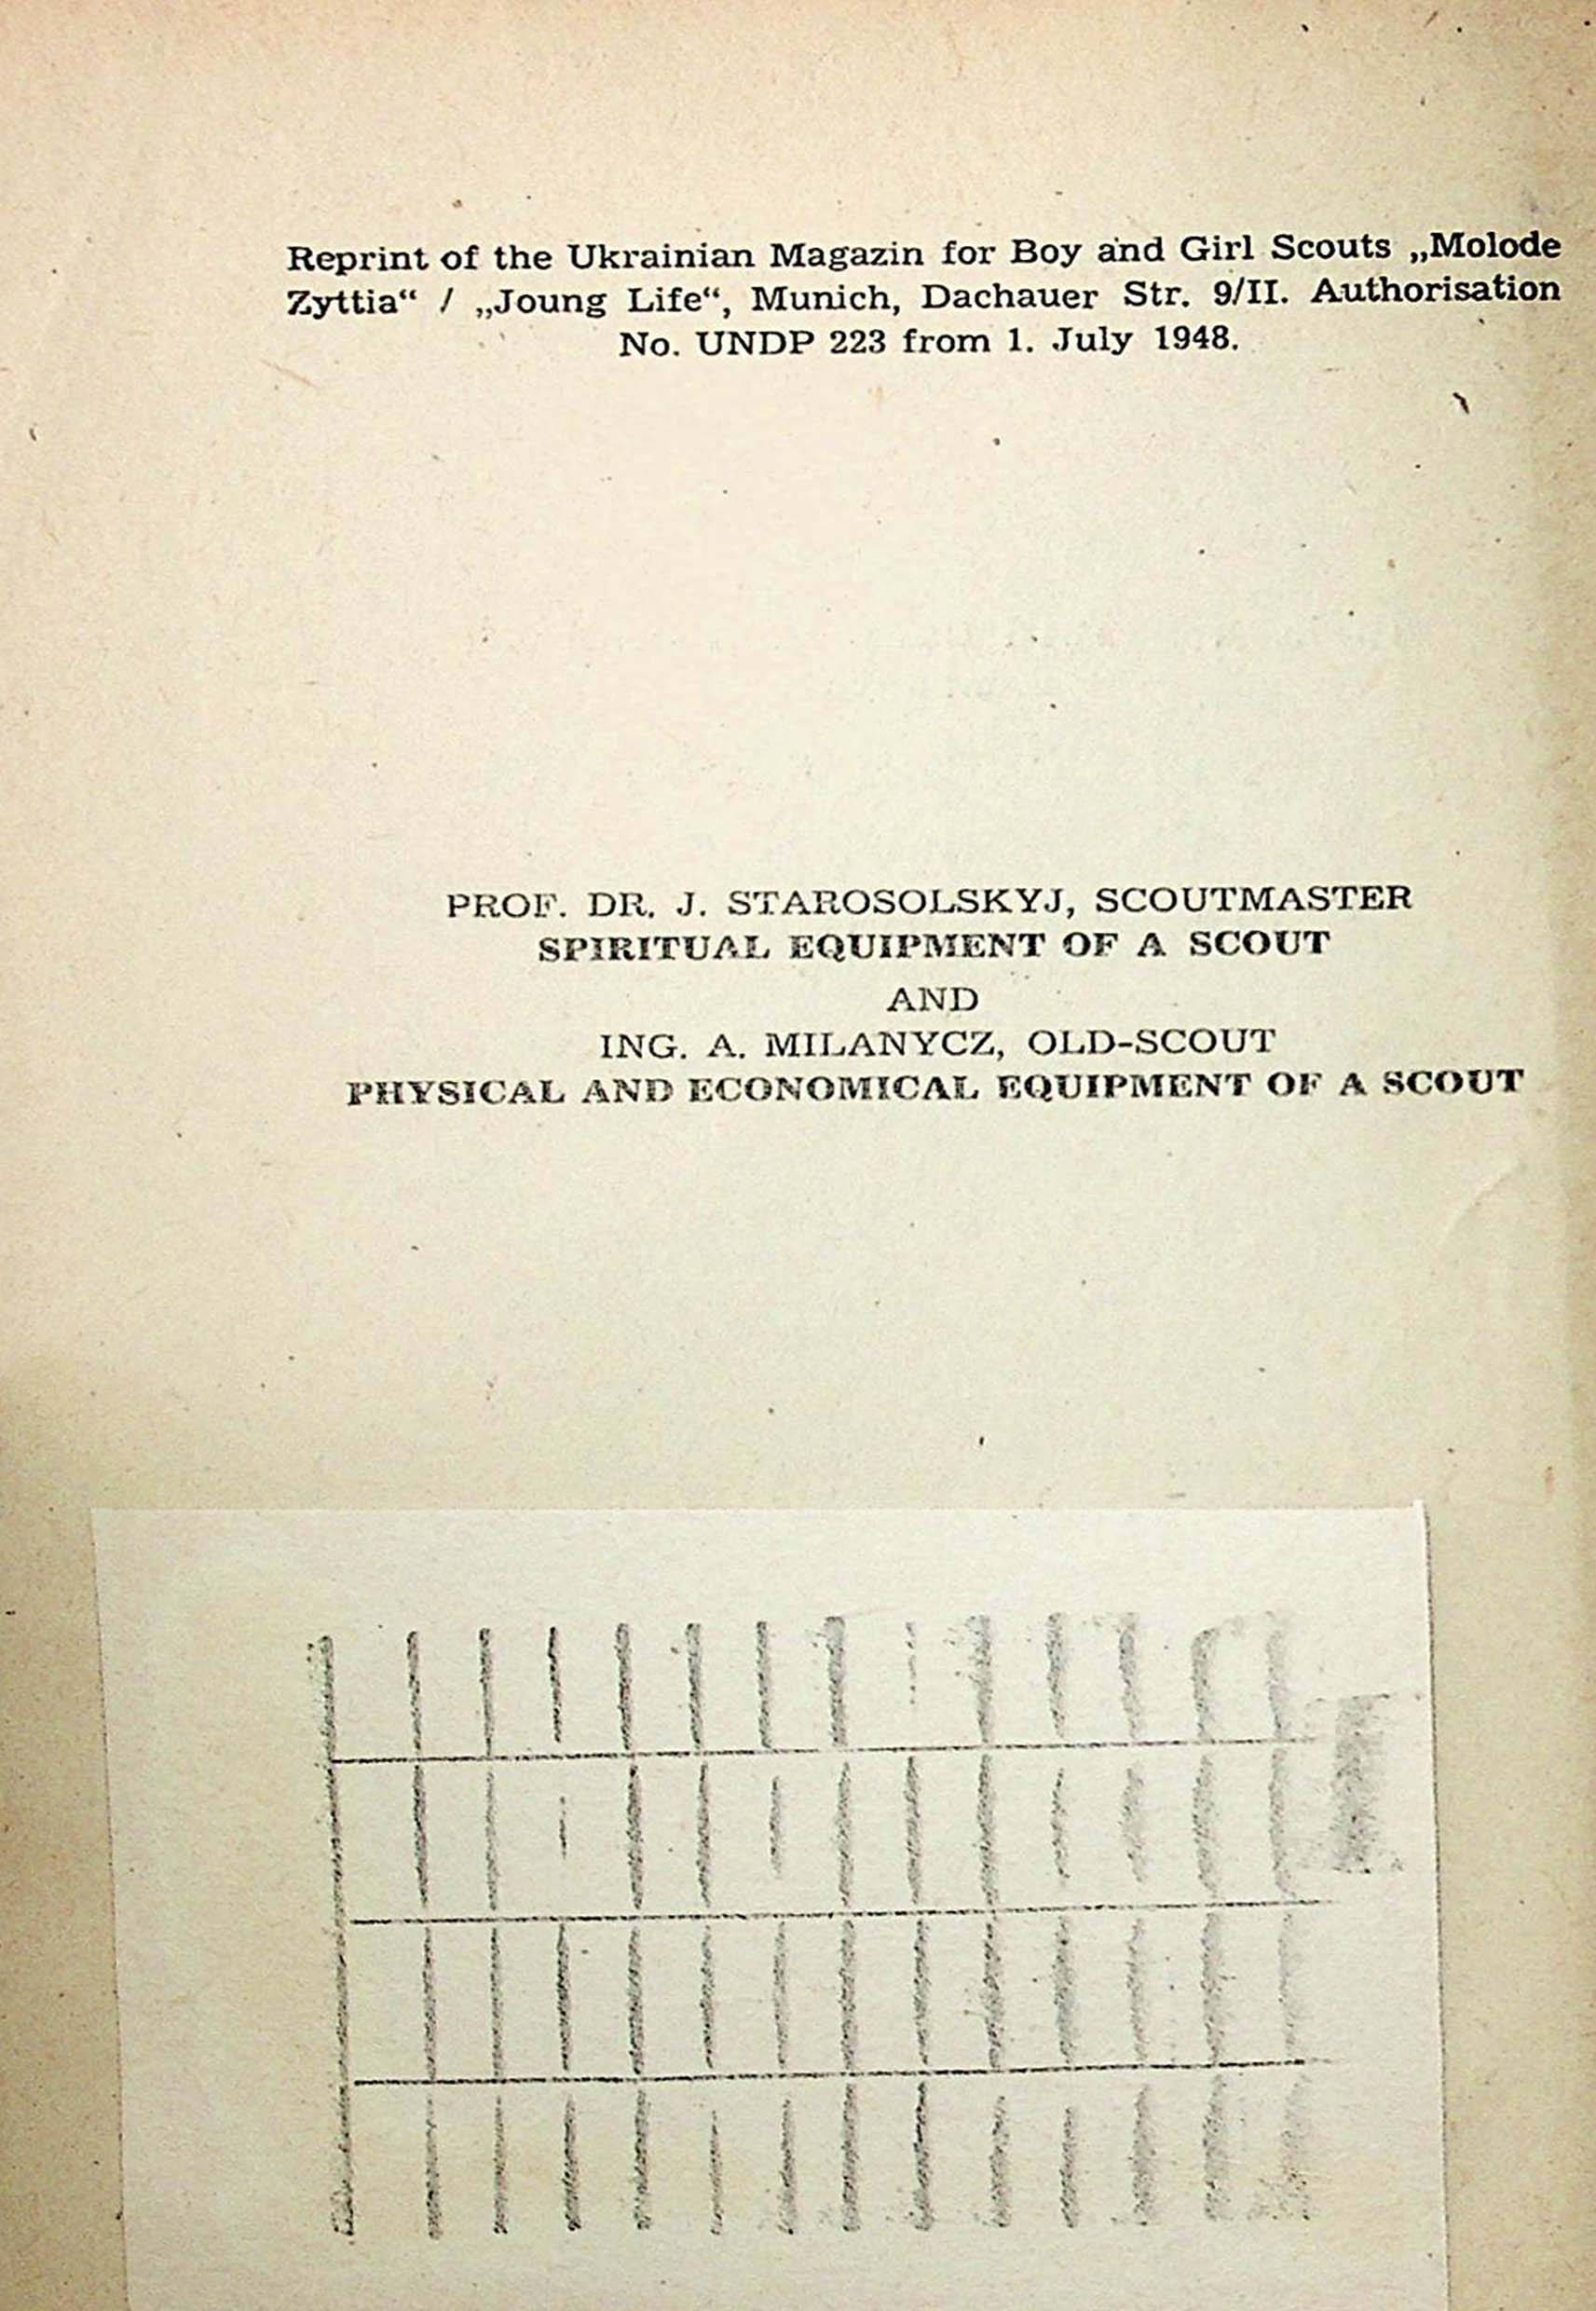 Reprint of the Ukrainian Magazin for Boy and Girl Scouts „Molode
Zyttia“ / „Joung Life“, Munich, Dachauer Str. 9/II. Authorisation
No. UNDP 223 from 1. July 1948.
PROF. DR. J. STAROSOLSKYJ, SCOUTMASTER
SPIRITUAL EQUIPMENT OF A SCOUT
AND
ING. A. MILANYCZ, OLD-SCOUT
PHYSICAL AND ECONOMICAL EQUIPMENT OF A SCOUT